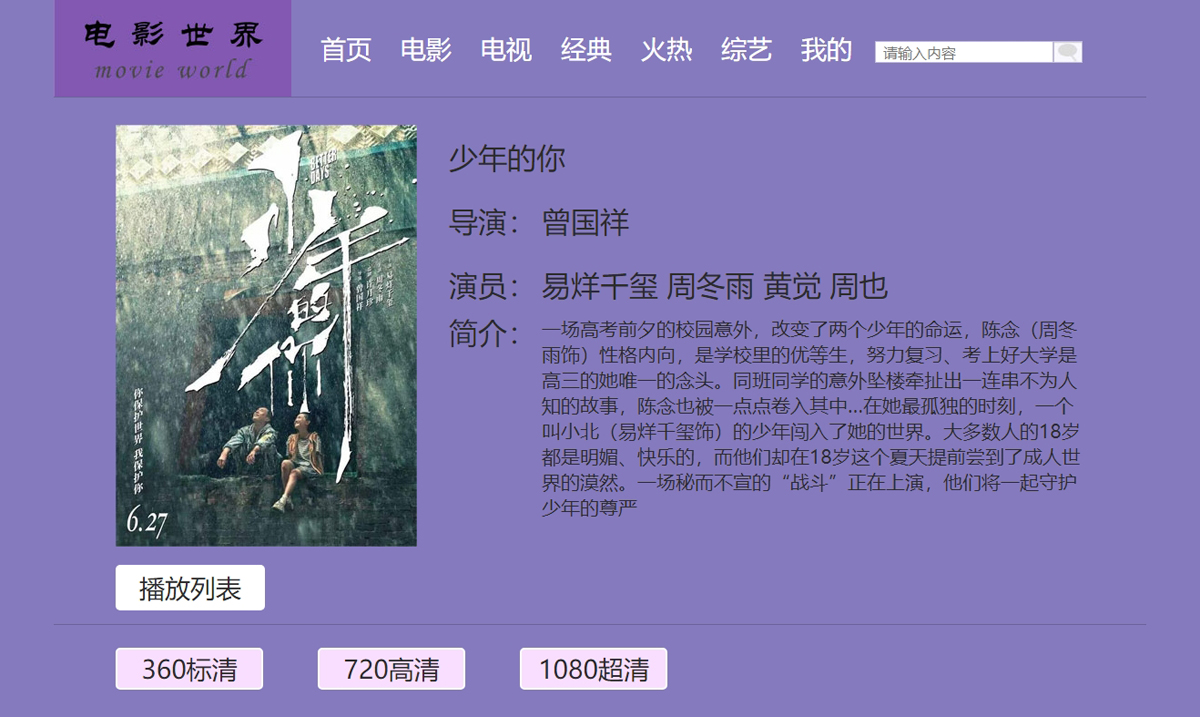 电影世界
movie world
首页 电影 电视 经典 火热 综艺 我的
请输入内容
少年的你
BETTER
DAYS
易烊千玺
周冬雨
曾国祥
你保护世界 我保护你
6.27
少年的你
导演： 曾国祥
演员： 易烊千玺 周冬雨 黄觉 周也
简介： 一场高考前夕的校园意外，改变了两个少年的命运，陈念（周冬
雨饰）性格内向，是学校里的优等生，努力复习、考上好大学是
高三的她唯一的念头。同班同学的意外坠楼牵扯出一连串不为人
知的故事，陈念也被一点点卷入其中...在她最孤独的时刻，一个
叫小北（易烊千玺饰）的少年闯入了她的世界。大多数人的18岁
都是明媚、快乐的，而他们却在18岁这个夏天提前尝到了成人世
界的漠然。一场秘而不宣的“战斗”正在上演，他们将一起守护
少年的尊严
播放列表
360标清 720高清 1080超清